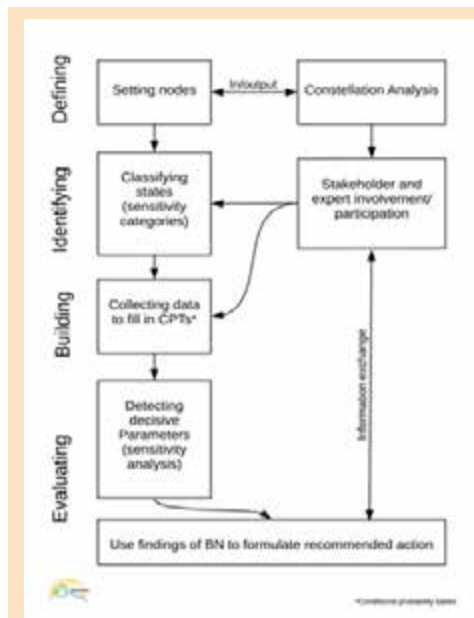 Defining
Setting nodes
In/output
Constellation Analysis
Identifying
Classifying
states
(sensitivity
categories)
Stakeholder and
expert involvement/
participation
Building
Collecting data
to fill in CPTs*
Information exchange
Evaluating
Detecting
decisive
Parameters
(sensitivity
analysis)
Use findings of BN to formulate recommended action
*Conditional probability tables